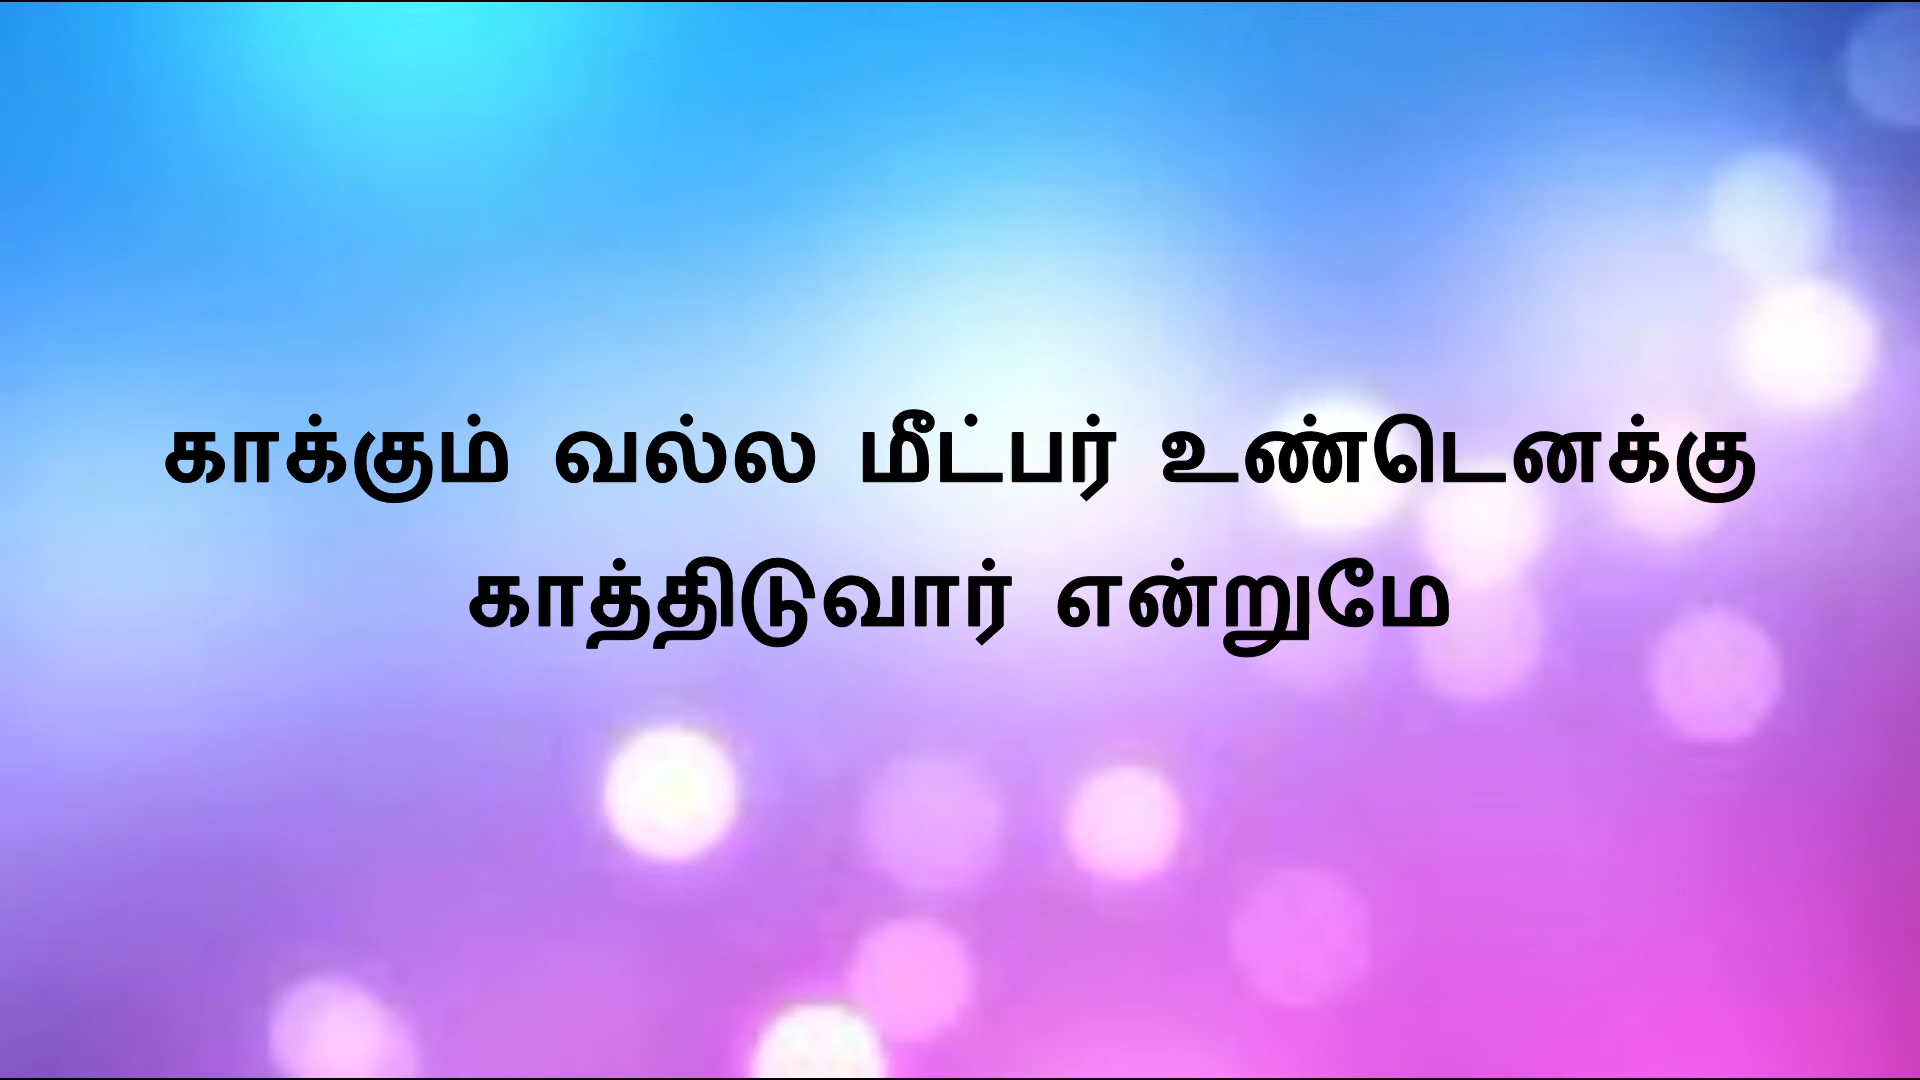 காக்கும் வல்ல மீட்பர் உண்டெனக்கு
காத்திடுவார் என்றுமே